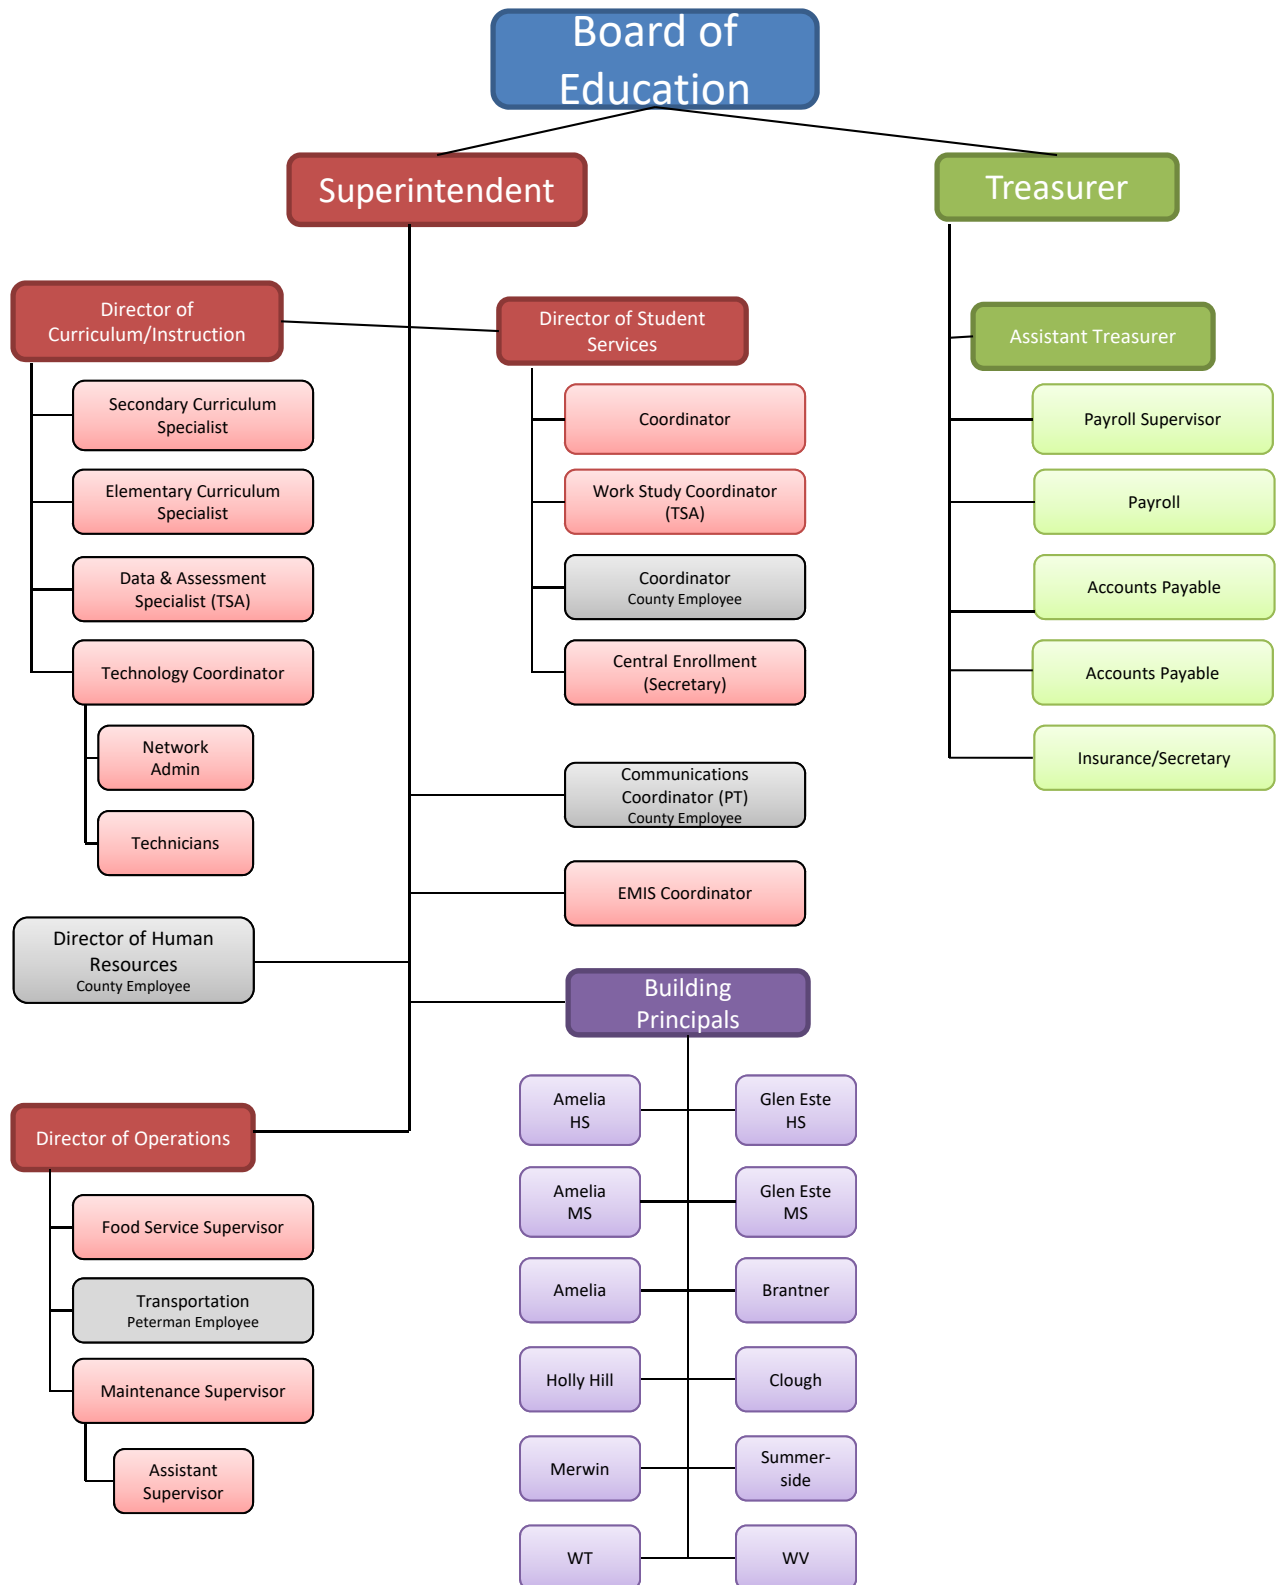 Board of
Education
Superintendent
Treasurer
Director of
Curriculum/Instruction
Secondary Curriculum
Specialist
Elementary Curriculum
Specialist
Data & Assessment
Specialist (TSA)
Technology Coordinator
Network
Admin
Technicians
Director of Student
Services
Coordinator
Work Study Coordinator
(TSA)
Coordinator
County Employee
Central Enrollment
(Secretary)
Assistant Treasurer
Payroll Supervisor
Payroll
Accounts Payable
Accounts Payable
Insurance/Secretary
Communications
Coordinator (PT)
County Employee
EMIS Coordinator
Director of Human
Resources
County Employee
Building
Principals
Amelia
HS
Glen Este
HS
Amelia
MS
Glen Este
MS
Amelia
Brantner
Holly Hill
Clough
Merwin
Summer-
side
WT
WV
Director of Operations
Food Service Supervisor
Transportation
Peterman Employee
Maintenance Supervisor
Assistant
Supervisor